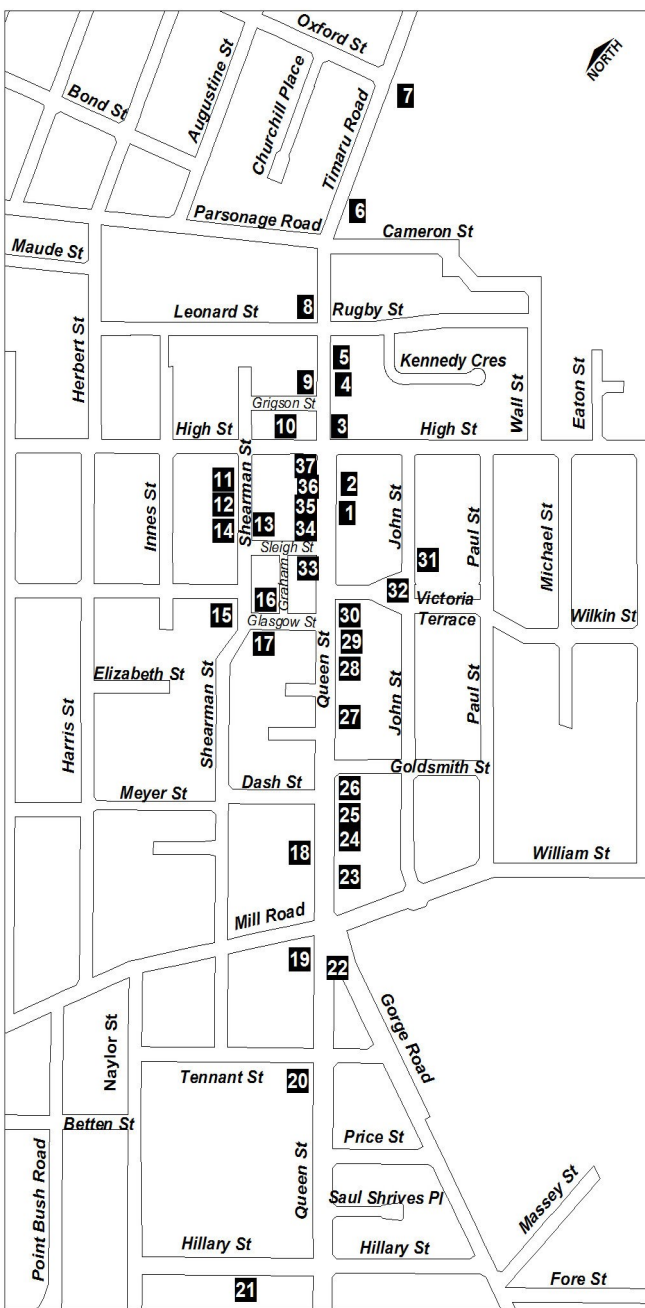 Oxford St
NORTH
Churchill Place
Augustine St
Bond St
7
Timaru Road
6
Parsonage Road
Cameron St
Maude St
8
Leonard St
Rugby St
Herbert St
5
Kennedy Cres
Wall St
Eaton St
9
4
Grigson St
High St
10
3
High St
37
11
36
2
12
35
1
13
14
34
Innes St
Shearman St
John St
Paul St
Michael St
Sleigh St
31
33
Graham
32
16
Victoria
Terrace
15
30
Wilkin St
Glasgow St
17
29
28
Queen St
Elizabeth St
Harris St
Shearman St
27
John St
Paul St
Goldsmith St
Dash St
Meyer St
26
25
24
18
William St
23
Mill Road
19
22
Gorge Road
Naylor St
Tennant St
20
Betten St
Price St
Point Bush Road
Queen St
Saul Shrives Pl
Massey St
Hillary St
Hillary St
Fore St
21